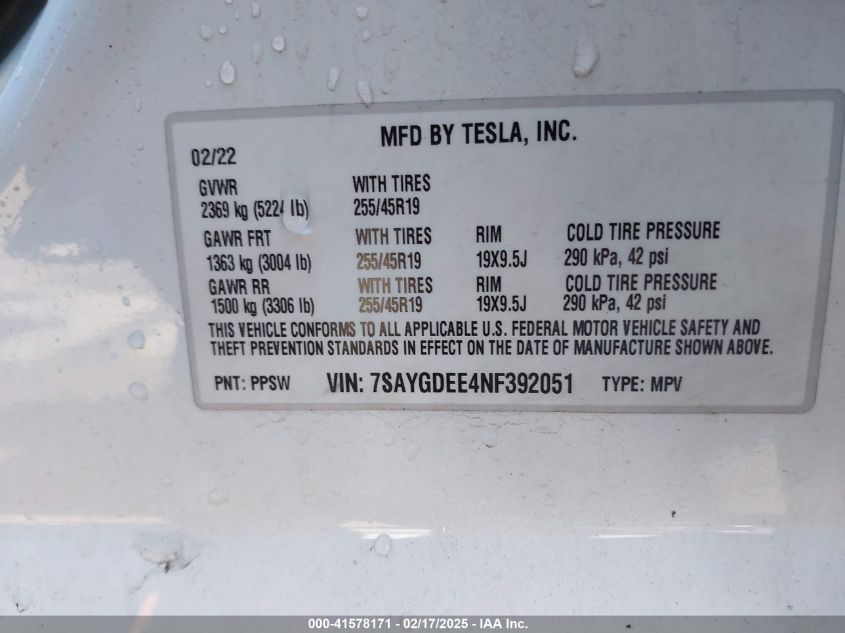 MFD BY TESLA, INC.
02/22
GVWR WITH TIRES
2369 kg (5224 lb) 255/45R19
GAWR FRT WITH TIRES RIM COLD TIRE PRESSURE
1363 kg (3004 lb) 255/45R19 19X9.5J 290 kPa, 42 psi
GAWR RR WITH TIRES RIM COLD TIRE PRESSURE
1500 kg (3306 lb) 255/45R19 19X9.5J 290 kPa, 42 psi
THIS VEHICLE CONFORMS TO ALL APPLICABLE U.S. FEDERAL MOTOR VEHICLE SAFETY AND
THEFT PREVENTION STANDARDS IN EFFECT ON THE DATE OF MANUFACTURE SHOWN ABOVE.
PNT: PPSW VIN: 7SAYGDEE4NF392051 TYPE: MPV
000-41578171 - 02/17/2025 - IAA Inc.